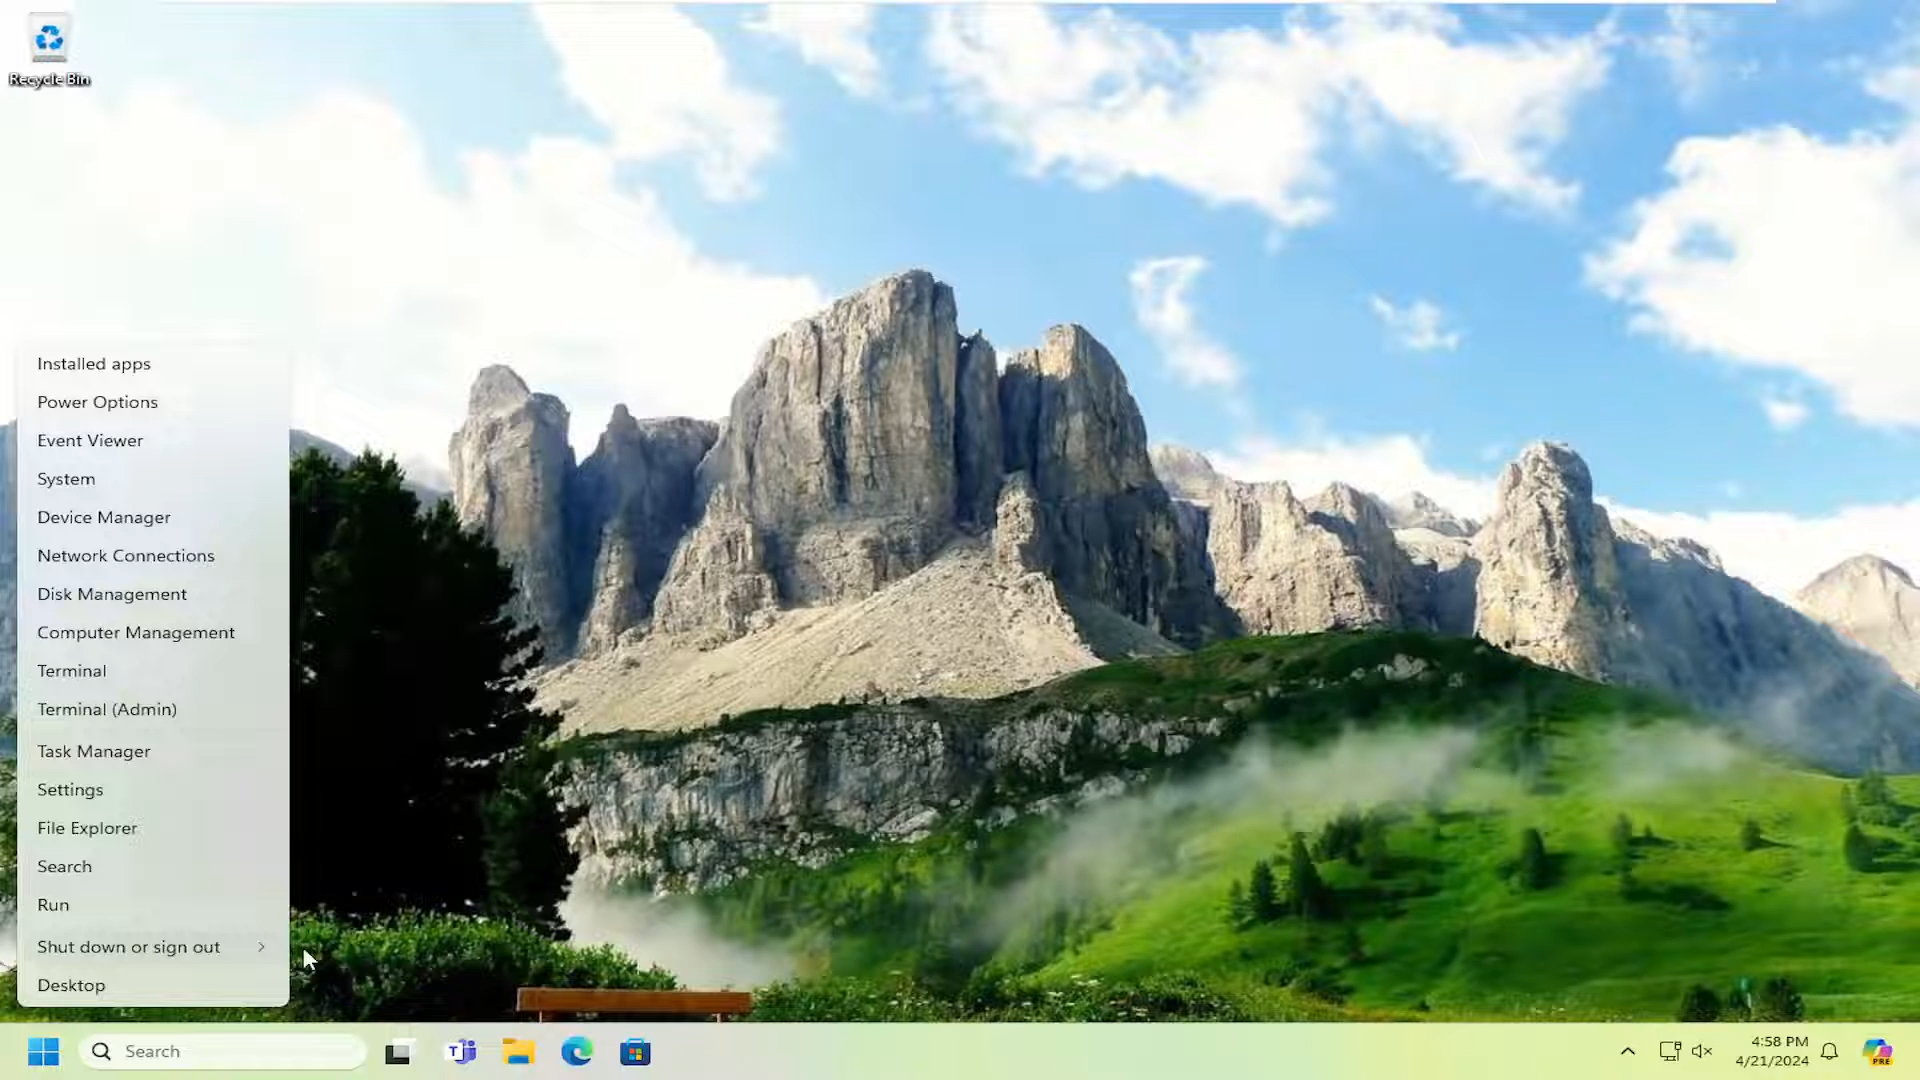 Recycle Bin
Installed apps
Power Options
Event Viewer
System
Device Manager
Network Connections
Disk Management
Computer Management
Terminal
Terminal (Admin)
Task Manager
Settings
File Explorer
Search
Run
Shut down or sign out
Desktop
Search
T
4:58 PM
4/21/2024
PRE